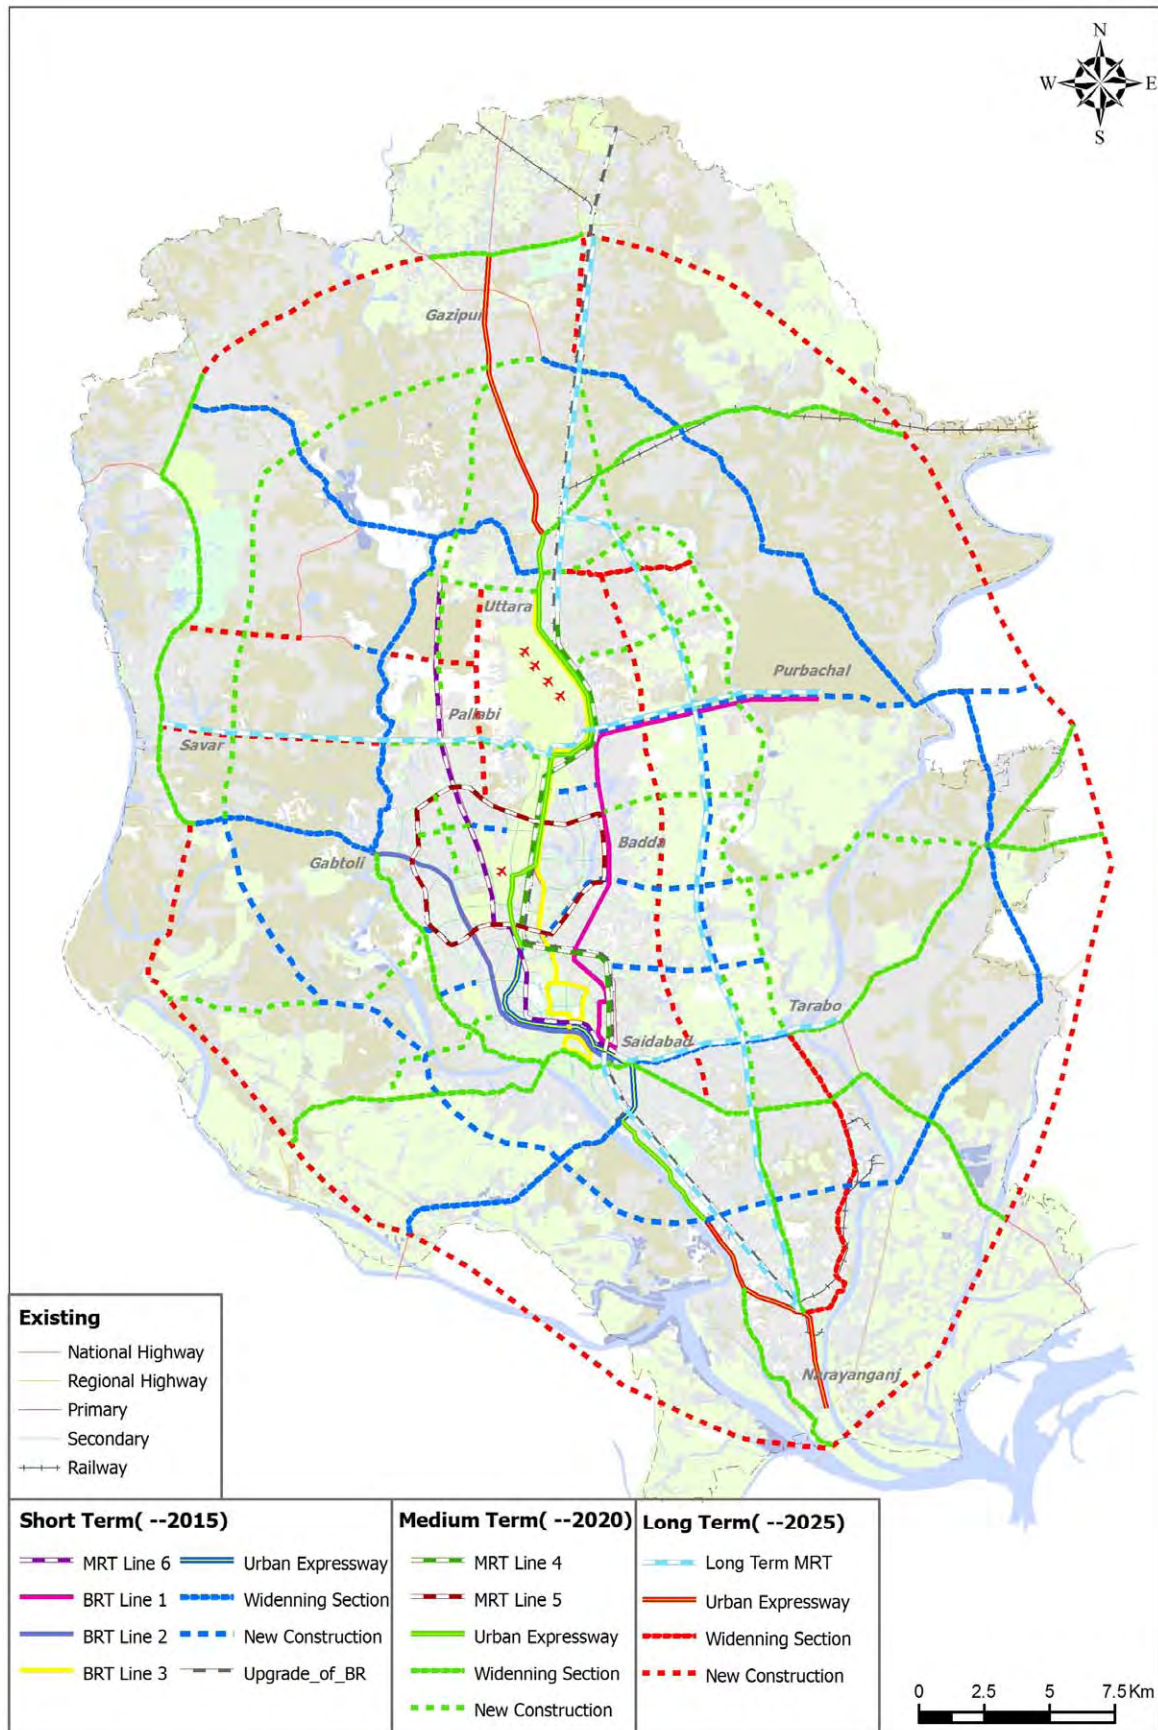 N
W E
S
Gazipur
Uttara
Purbachal
Pallabi
Savar
Badda
Gabtoli
Tarabo
Saidabad
Narayanganj
Existing
National Highway
Regional Highway
Primary
Secondary
Railway
Short Term( --2015)
MRT Line 6 Urban Expressway
BRT Line 1 Widenning Section
BRT Line 2 New Construction
BRT Line 3 Upgrade_of_BR
Medium Term( --2020)
MRT Line 4
MRT Line 5
Urban Expressway
Widenning Section
New Construction
Long Term( --2025)
Long Term MRT
Urban Expressway
Widenning Section
New Construction
0 2.5 5 7.5 Km